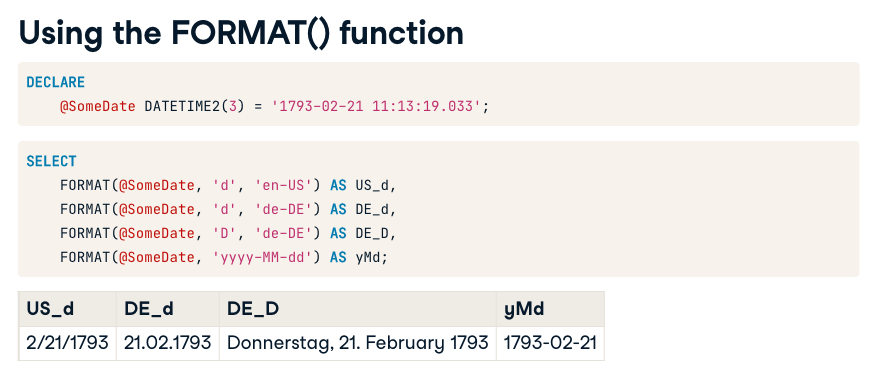 Using the FORMAT() function
DECLARE
@SomeDate DATETIME2(3) = '1793-02-21 11:13:19.033';
SELECT
FORMAT(@SomeDate, 'd', 'en-US') AS US_d,
FORMAT(@SomeDate, 'd', 'de-DE') AS DE_d,
FORMAT(@SomeDate, 'D', 'de-DE') AS DE_D,
FORMAT(@SomeDate, 'yyyy-MM-dd') AS yMd;
US_d DE_d DE_D yMd
2/21/1793 21.02.1793 Donnerstag, 21. February 1793 1793-02-21